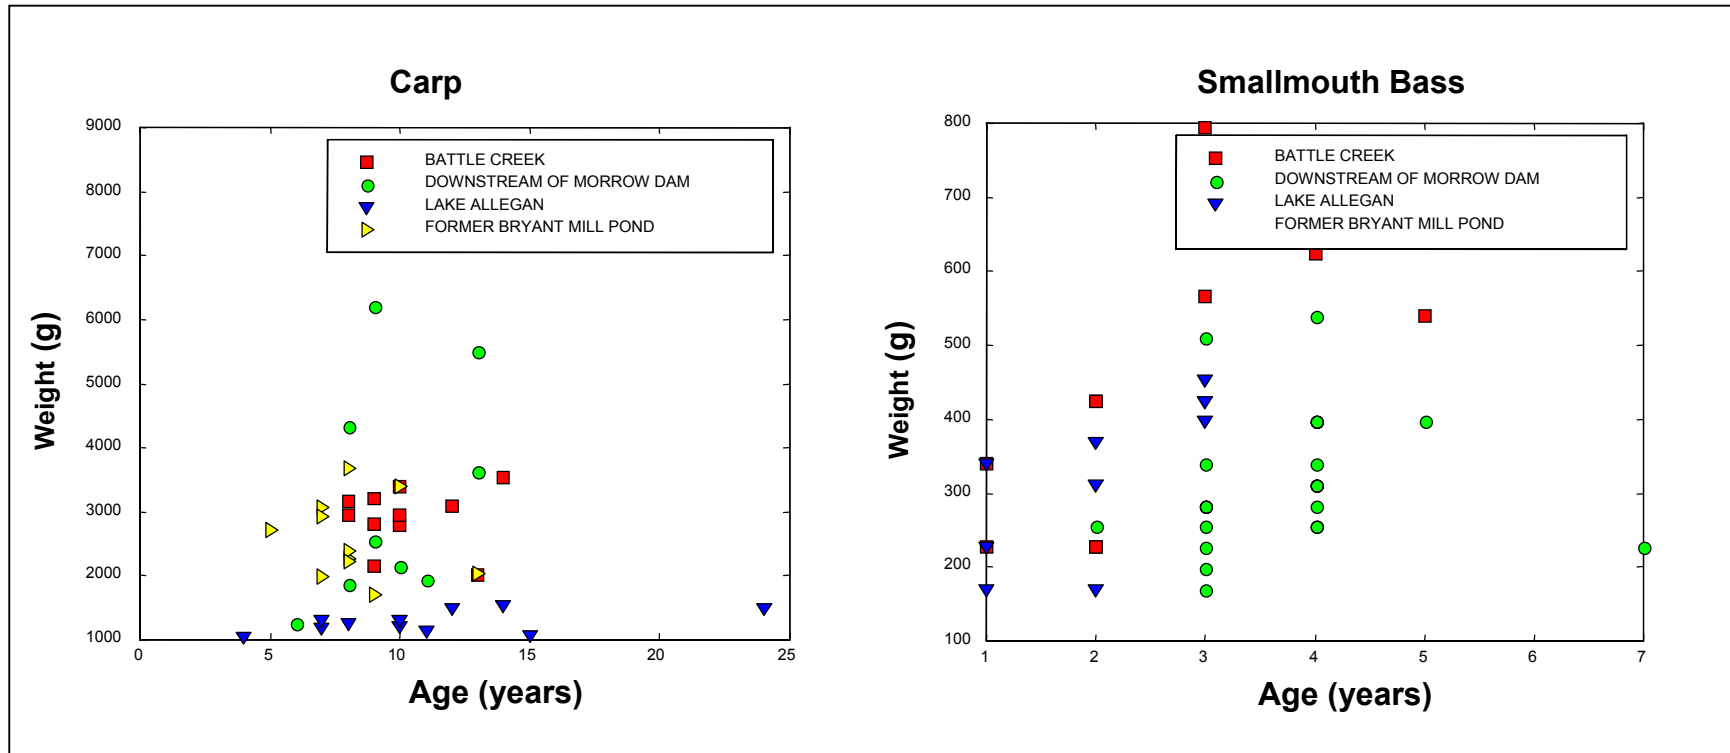 Carp
9000
8000
7000
6000
5000
4000
3000
2000
1000
0
5
10
15
20
25
Weight (g)
Age (years)
BATTLE CREEK
DOWNSTREAM OF MORROW DAM
LAKE ALLEGAN
FORMER BRYANT MILL POND
Smallmouth Bass
800
700
600
500
400
300
200
100
1
2
3
4
5
6
7
Weight (g)
Age (years)
BATTLE CREEK
DOWNSTREAM OF MORROW DAM
LAKE ALLEGAN
FORMER BRYANT MILL POND